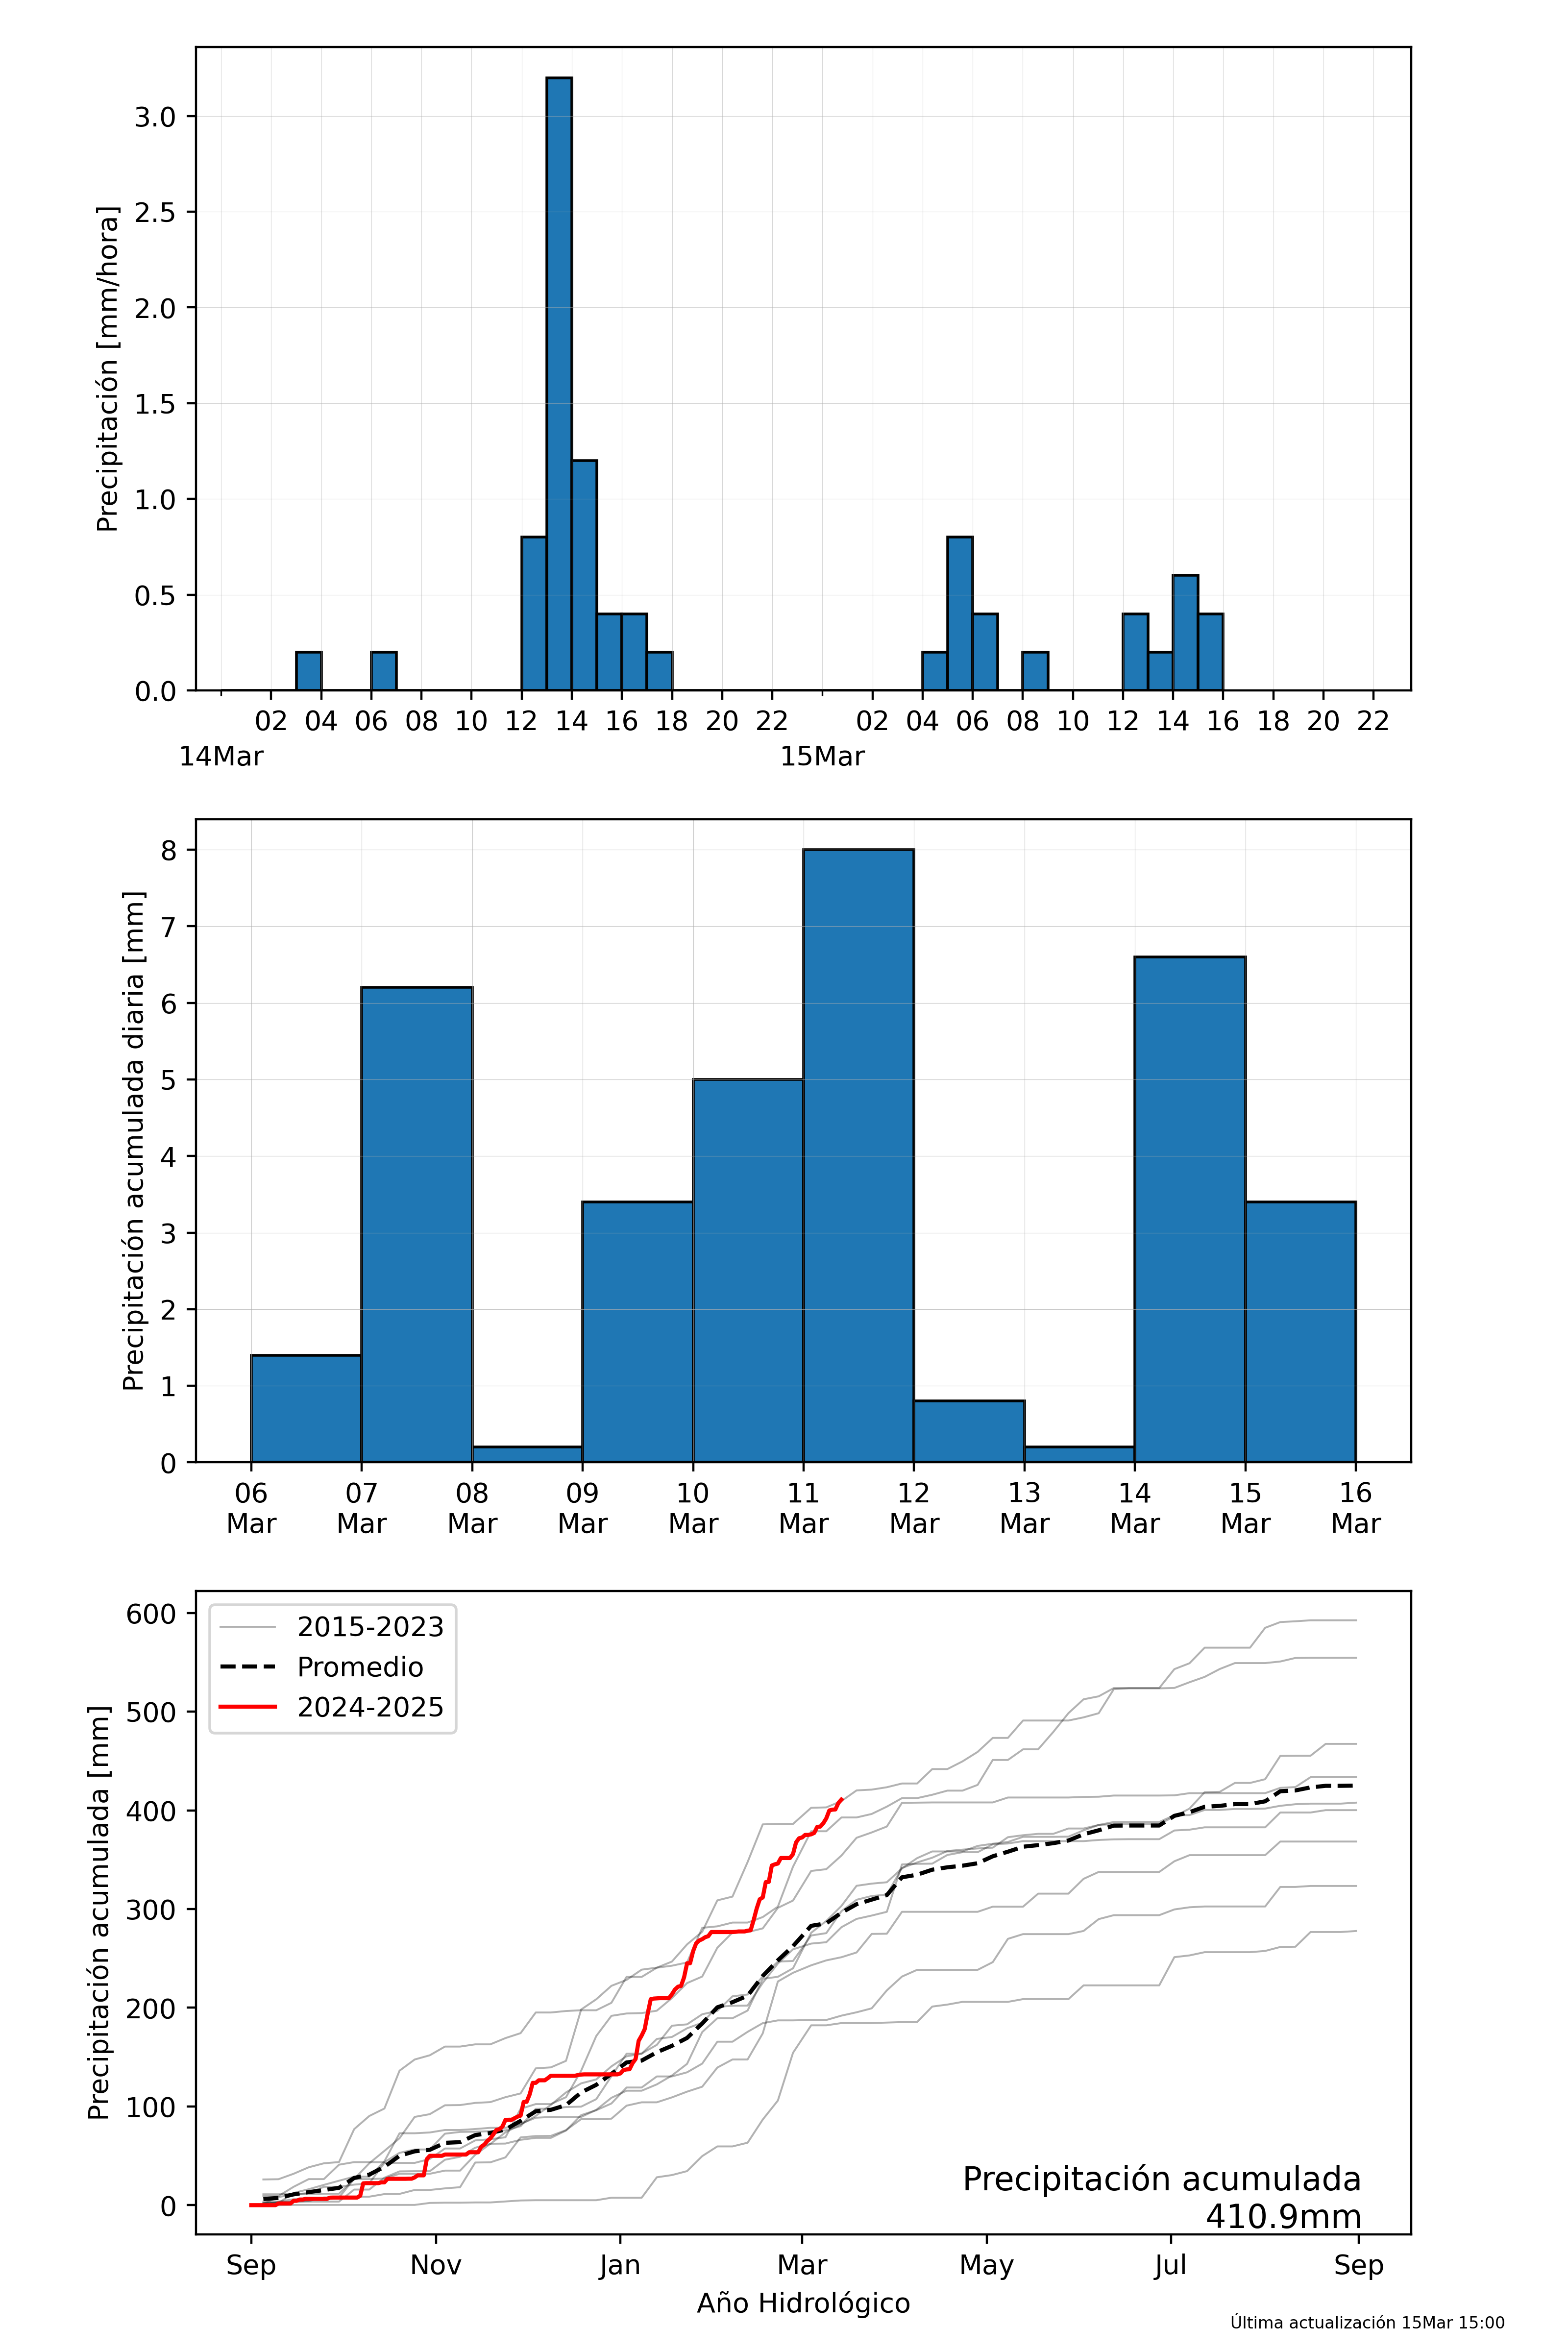 3.0
2.5
2.0
1.5
1.0
0.5
0.0
Precipitación [mm/hora]
02 04 06 08 10 12 14 16 18 20 22 02 04 06 08 10 12 14 16 18 20 22
14Mar 15Mar
8
7
6
5
4
3
2
1
0
Precipitación acumulada diaria [mm]
06 07 08 09 10 11 12 13 14 15 16
Mar Mar Mar Mar Mar Mar Mar Mar Mar Mar Mar
600
500
400
300
200
100
0
Precipitación acumulada [mm]
2015-2023
Promedio
2024-2025
Precipitación acumulada
410.9mm
Sep Nov Jan Mar May Jul Sep
Año Hidrológico
Última actualización 15Mar 15:00